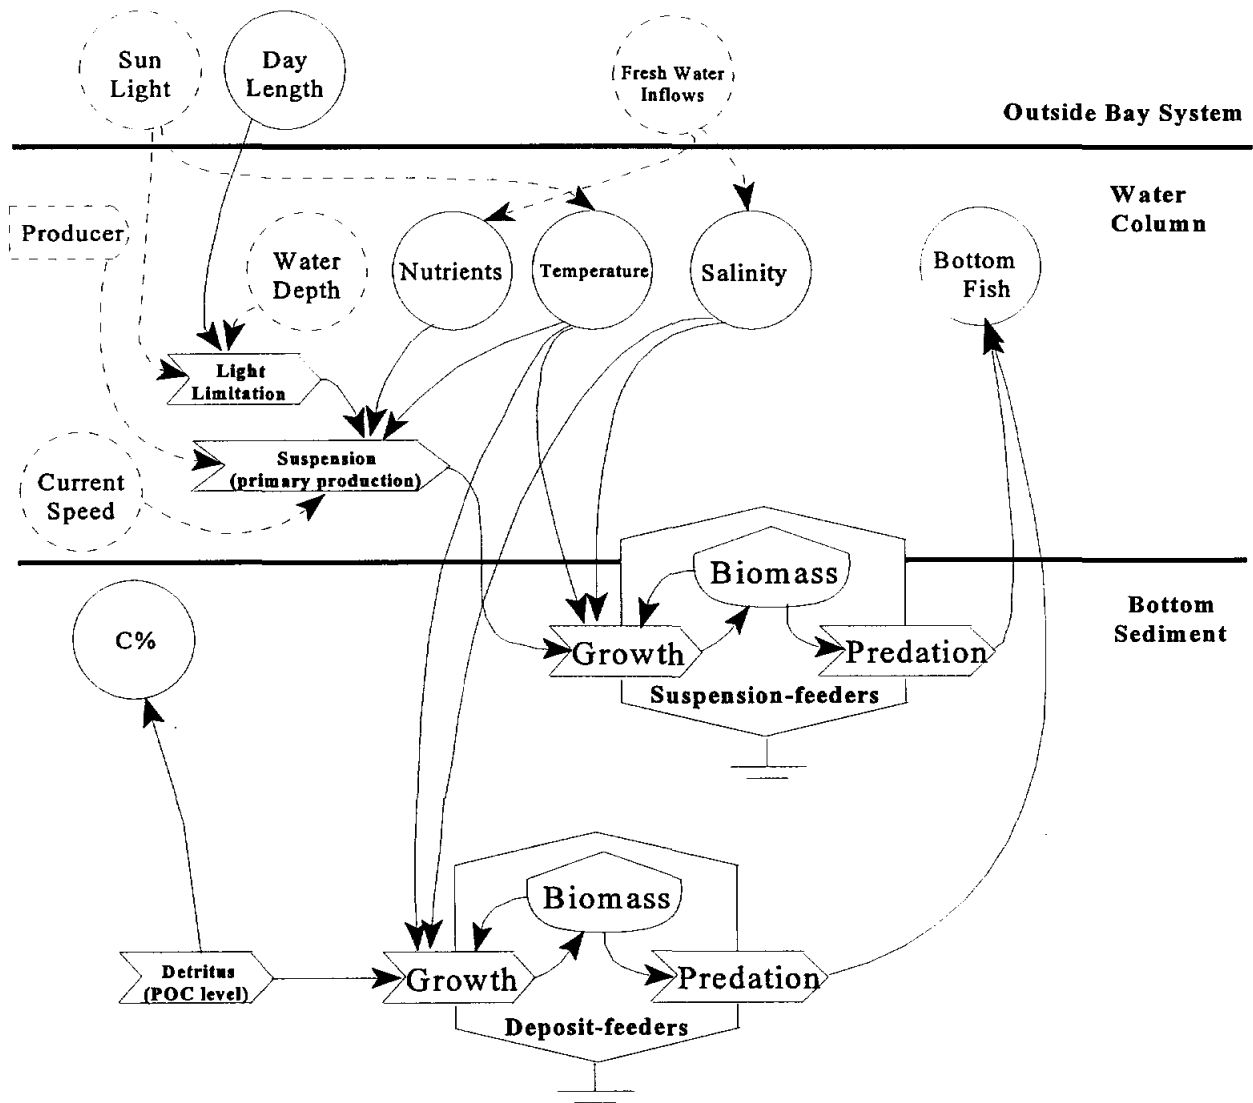 Sun
Light
Day
Length
Fresh Water
Inflows
Outside Bay System
Water
Column
Producer
Water
Depth
Nutrients
Temperature
Salinity
Bottom
Fish
Light
Limitation
Suspension
(primary production)
Current
Speed
Biomass
Bottom
Sediment
C%
Growth
Predation
Suspension-feeders
Biomass
Detritus
(POC level)
Growth
Predation
Deposit-feeders